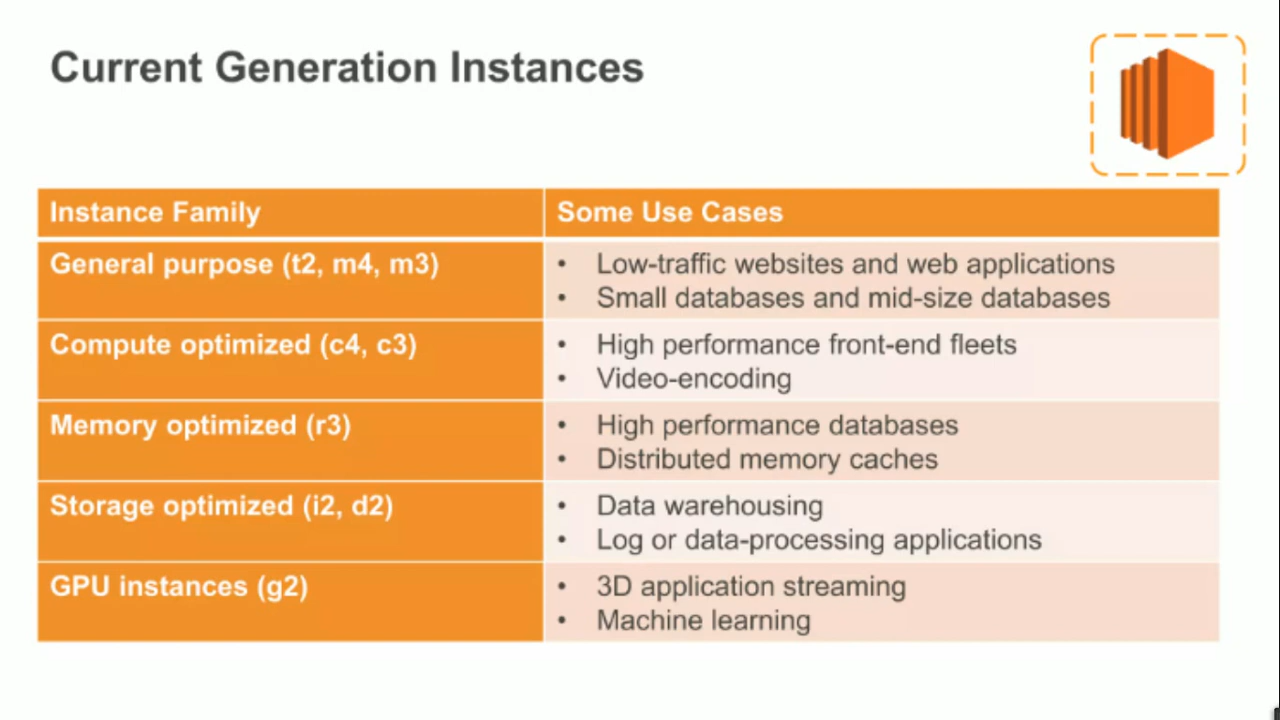 Current Generation Instances
Instance Family
Some Use Cases
General purpose (t2, m4, m3)
• Low-traffic websites and web applications
• Small databases and mid-size databases
Compute optimized (c4, c3)
• High performance front-end fleets
• Video-encoding
Memory optimized (r3)
• High performance databases
• Distributed memory caches
Storage optimized (i2, d2)
• Data warehousing
• Log or data-processing applications
GPU instances (g2)
• 3D application streaming
• Machine learning